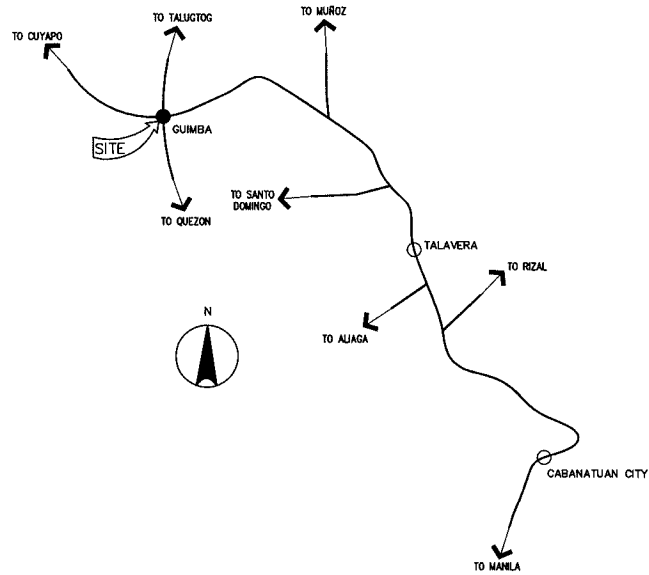 TO CUYAPO
TO TALUGTOG
TO MUÑOZ
GUIMBA
SITE
TO QUEZON
TO SANTO
DOMINGO
TALAVERA
TO RIZAL
TO ALIAGA
N
CABANATUAN CITY
TO MANILA